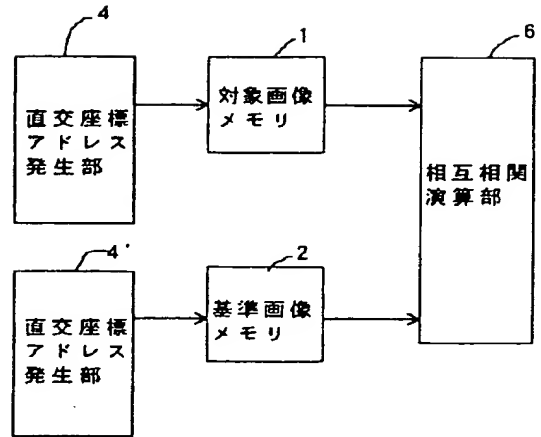 4
直交座標
アドレス
発生部
1
対象画像
メモリ
6
相互相関
演算部
4'
直交座標
アドレス
発生部
2
基準画像
メモリ